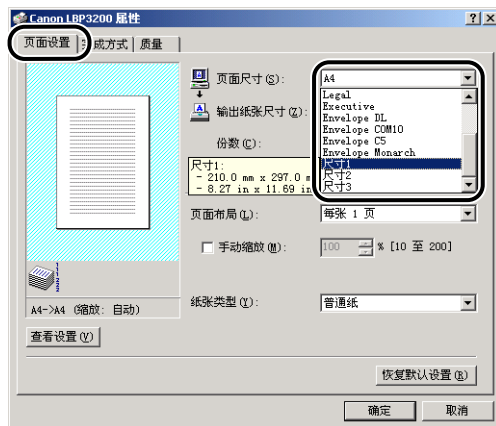 Canon LBP3200 属性
页面设置 成方式 质量
页面尺寸(S): A4
Legal
Executive
Envelope DL
Envelope COM10
Envelope C5
Envelope Monarch
尺寸1
尺寸2
尺寸3
输出纸张尺寸(Z):
份数(C):
尺寸1:
- 210.0 mm x 297.0 m
- 8.27 in x 11.69 in
页面布局(L): 每张 1 页
手动缩放(M): 100 % [10 至 200]
1
2
3
A4->A4 (缩放: 自动)
纸张类型(Y): 普通纸
查看设置(V)
恢复默认设置(R)
确定 取消